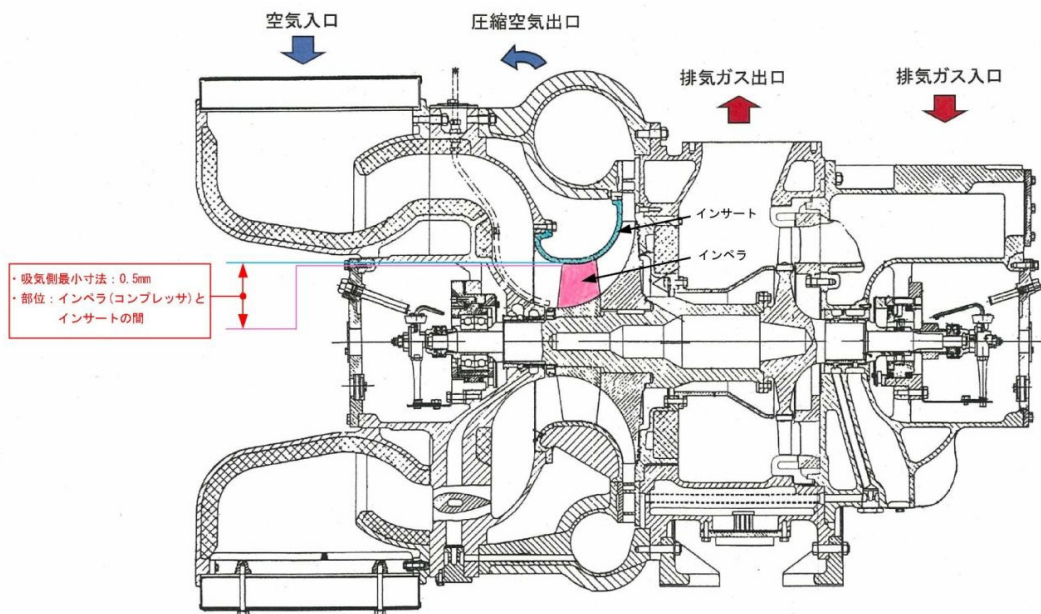 空気入口
圧縮空気出口
排気ガス出口
排気ガス入口
インサート
インペラ
・吸気側最小寸法：0.5mm
・部位：インペラ(コンプレッサ)と
インサートの間